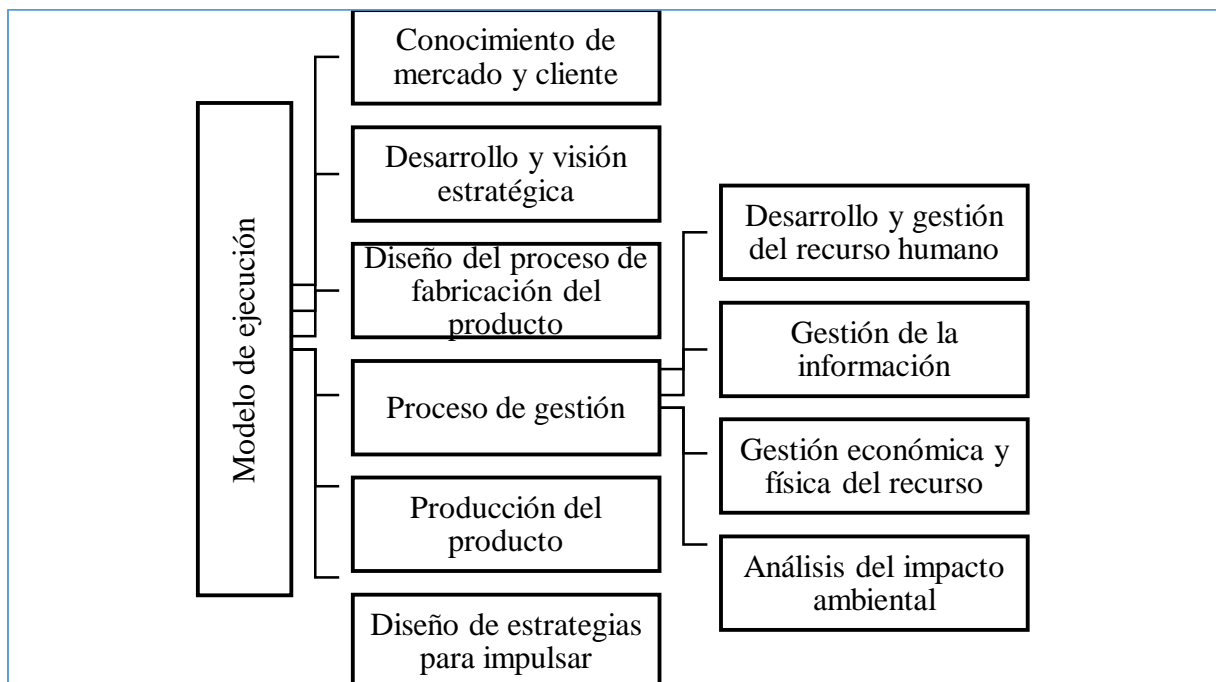 Modelo de ejecución
Conocimiento de
mercado y cliente
Desarrollo y visión
estratégica
Diseño del proceso de
fabricación del
producto
Proceso de gestión
Desarrollo y gestión
del recurso humano
Gestión de la
información
Gestión económica y
física del recurso
Análisis del impacto
ambiental
Producción del
producto
Diseño de estrategias
para impulsar